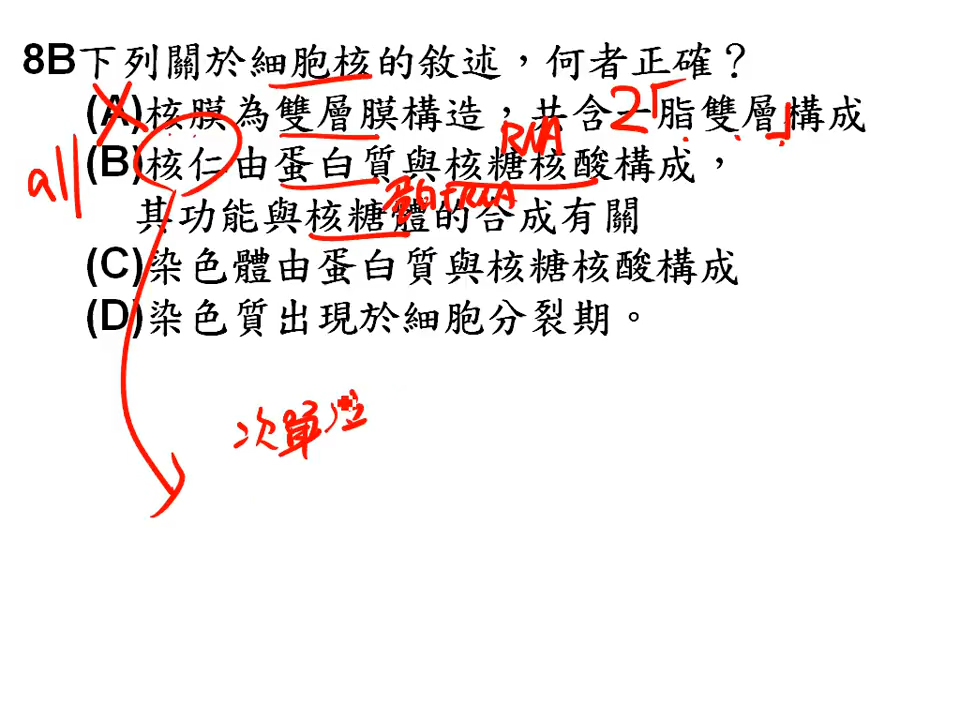 8B下列關於細胞核的敘述，何者正確？
(A)核膜為雙層膜構造，共含一脂雙層構成
2
RNA
all
(B)核仁由蛋白質與核糖核酸構成，
蛋白+RNA
其功能與核糖體的合成有關
(C)染色體由蛋白質與核糖核酸構成
(D)染色質出現於細胞分裂期。
次單位